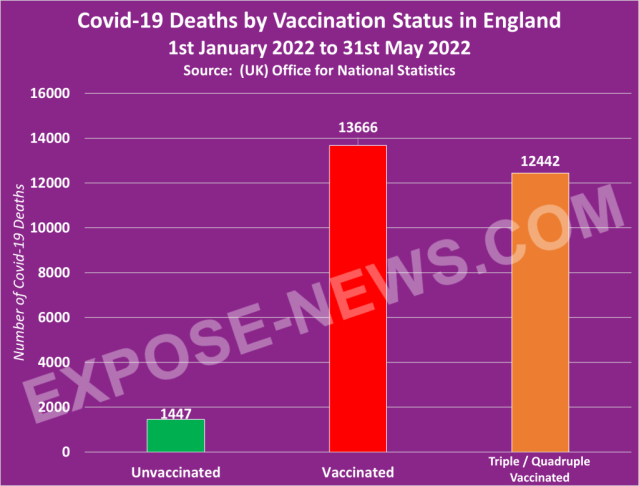 Covid-19 Deaths by Vaccination Status in England
1st January 2022 to 31st May 2022
Source: (UK) Office for National Statistics
Number of Covid-19 Deaths
16000
14000
12000
10000
8000
6000
4000
2000
0
1447
13666
12442
Unvaccinated
Vaccinated
Triple / Quadruple
Vaccinated
EXPOSE-NEWS.COM